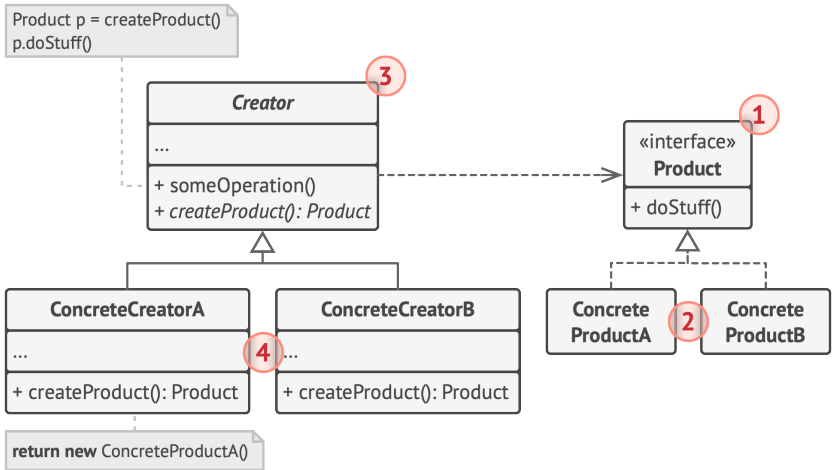 Product p = createProduct()
p.doStuff()
3
Creator
...
+ someOperation()
+ createProduct(): Product
1
«interface»
Product
+ doStuff()
ConcreteCreatorA
...
+ createProduct(): Product
4
ConcreteCreatorB
...
+ createProduct(): Product
Concrete
ProductA
2
Concrete
ProductB
return new ConcreteProductA()